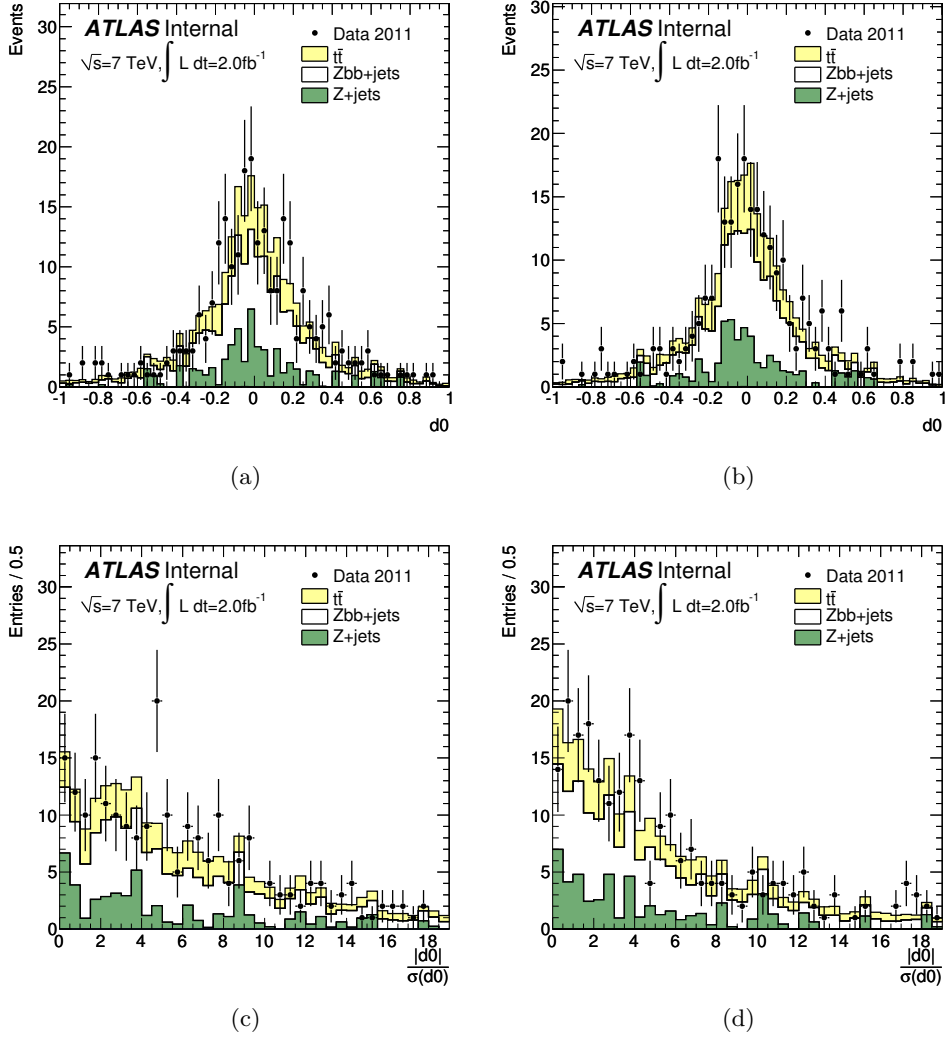 Events
30
25
20
15
10
5
0
ATLAS Internal
√s=7 TeV,∫ L dt=2.0fb⁻¹
Data 2011
tt̄
Zbb+jets
Z+jets
-1 -0.8 -0.6 -0.4 -0.2 0 0.2 0.4 0.6 0.8 1
d0
(a)
Events
30
25
20
15
10
5
0
ATLAS Internal
√s=7 TeV,∫ L dt=2.0fb⁻¹
Data 2011
tt̄
Zbb+jets
Z+jets
-1 -0.8 -0.6 -0.4 -0.2 0 0.2 0.4 0.6 0.8 1
d0
(b)
Entries / 0.5
30
25
20
15
10
5
0
ATLAS Internal
√s=7 TeV,∫ L dt=2.0fb⁻¹
Data 2011
tt̄
Zbb+jets
Z+jets
0 2 4 6 8 10 12 14 16 18
|d0|
σ(d0)
(c)
Entries / 0.5
30
25
20
15
10
5
0
ATLAS Internal
√s=7 TeV,∫ L dt=2.0fb⁻¹
Data 2011
tt̄
Zbb+jets
Z+jets
0 2 4 6 8 10 12 14 16 18
|d0|
σ(d0)
(d)